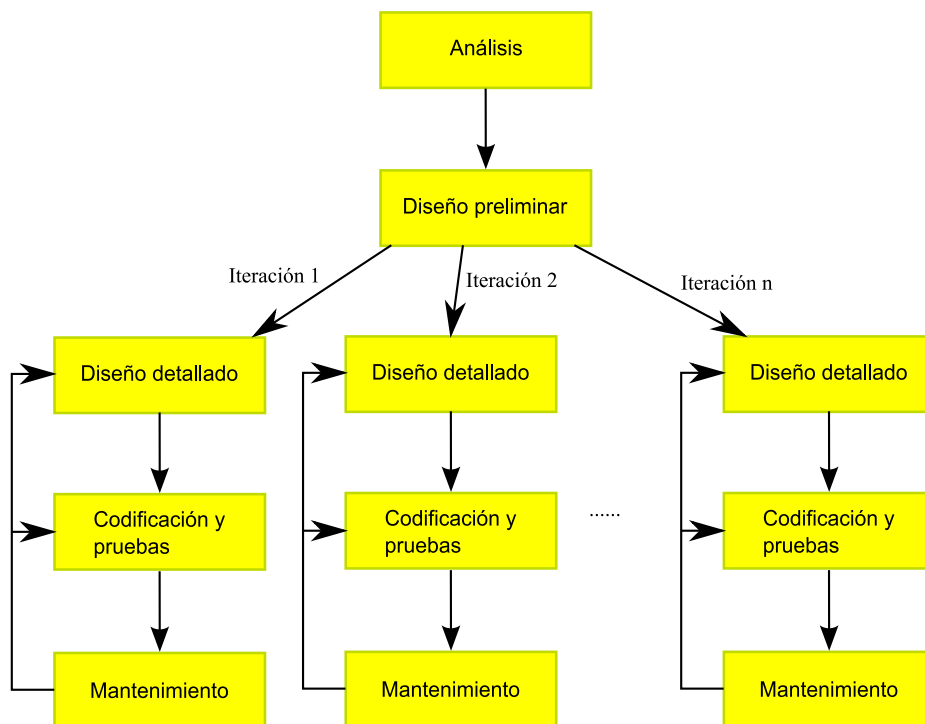 Análisis
Diseño preliminar
Iteración 1
Iteración 2
Iteración n
Diseño detallado
Diseño detallado
Diseño detallado
Codificación y
pruebas
Codificación y
pruebas
......
Codificación y
pruebas
Mantenimiento
Mantenimiento
Mantenimiento